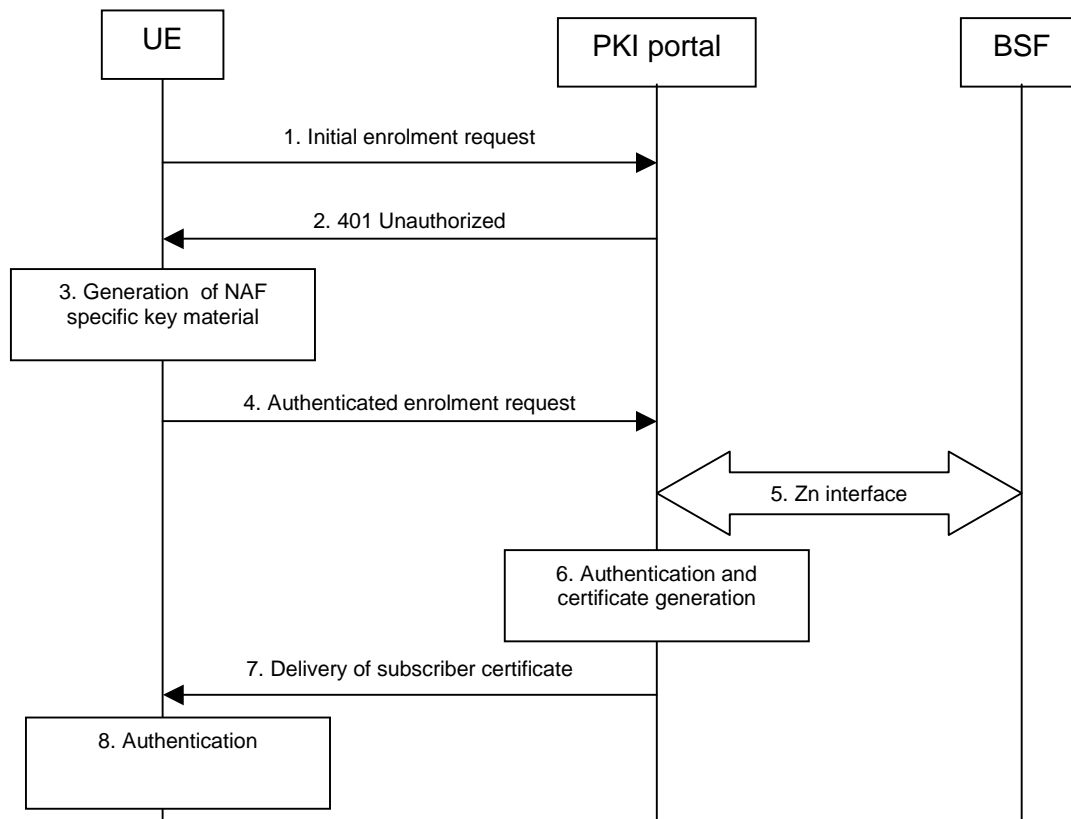 UE
PKI portal
BSF
1. Initial enrolment request
2. 401 Unauthorized
3. Generation of NAF
specific key material
4. Authenticated enrolment request
5. Zn interface
6. Authentication and
certificate generation
7. Delivery of subscriber certificate
8. Authentication